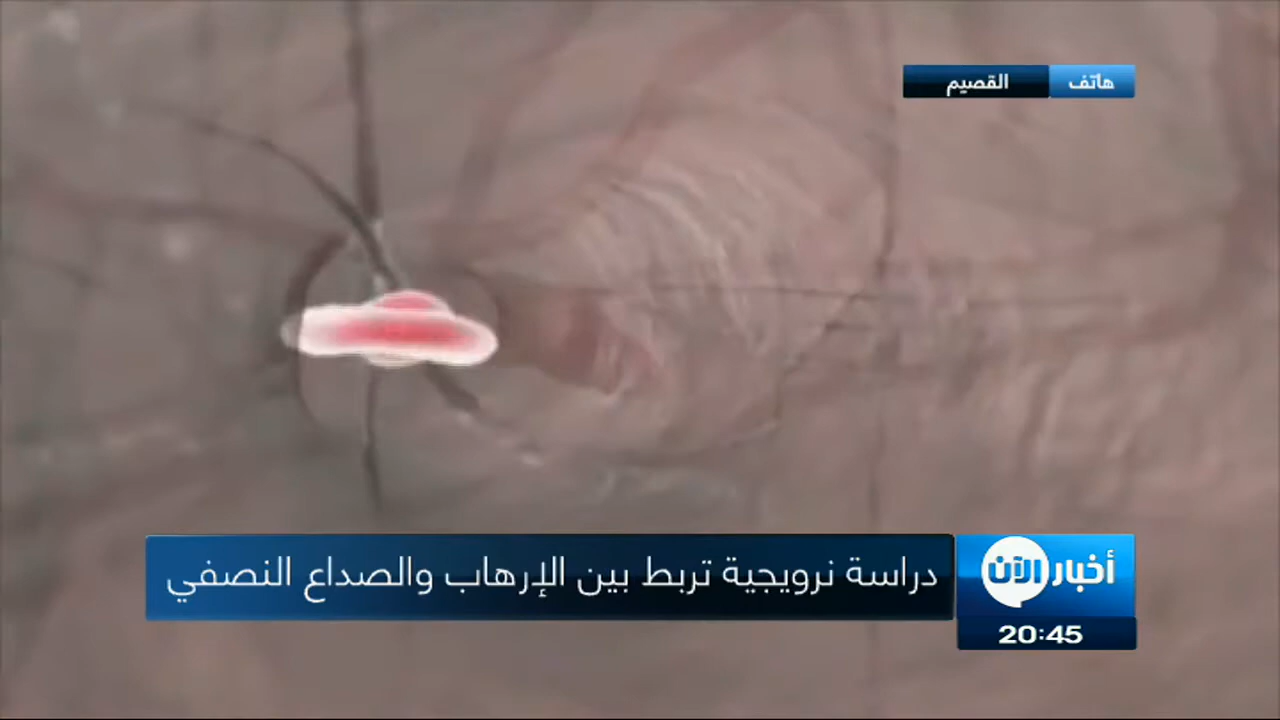 هاتف القصيم
دراسة نرويجية تربط بين الإرهاب والصداع النصفي
أخبار الآن
20:45